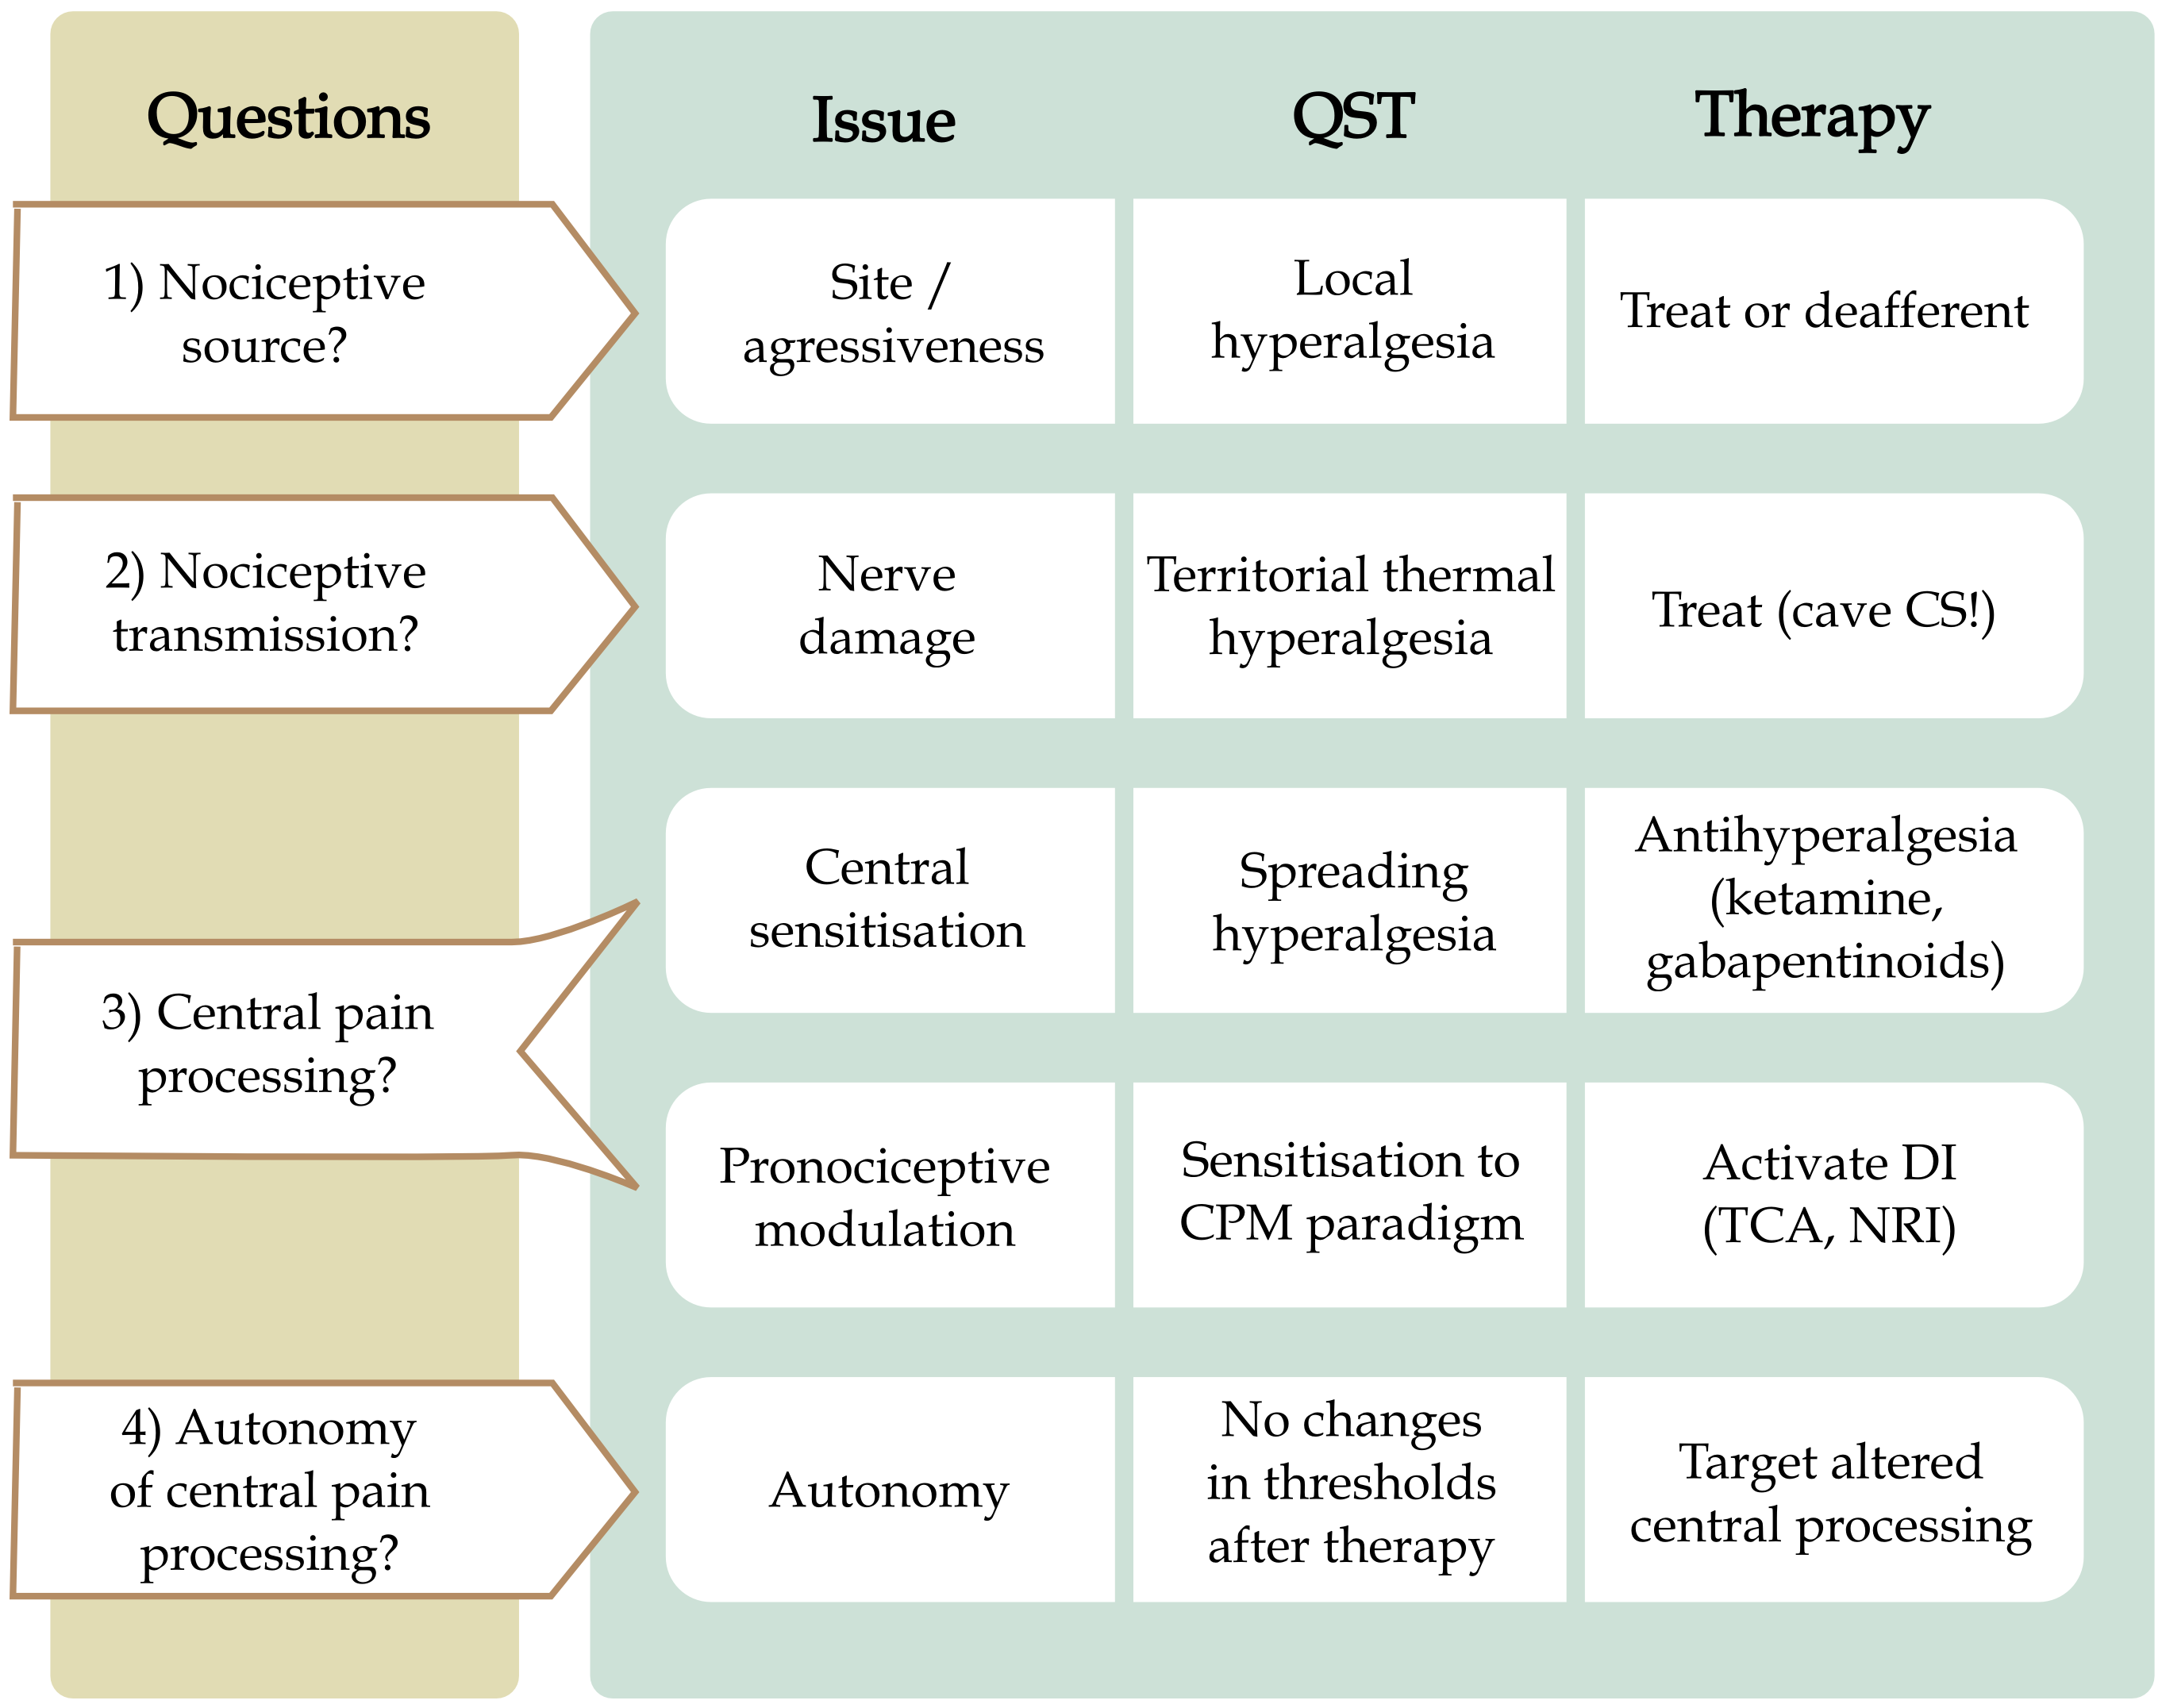 Questions
Issue
QST
Therapy
1) Nociceptive
source?
Site /
agressiveness
Local
hyperalgesia
Treat or deafferent
2) Nociceptive
transmission?
Nerve
damage
Territorial thermal
hyperalgesia
Treat (cave CS!)
3) Central pain
processing?
Central
sensitisation
Spreading
hyperalgesia
Antihyperalgesia
(ketamine,
gabapentinoids)
Pronociceptive
modulation
Sensitisation to
CPM paradigm
Activate DI
(TCA, NRI)
4) Autonomy
of central pain
processing?
Autonomy
No changes
in thresholds
after therapy
Target altered
central processing